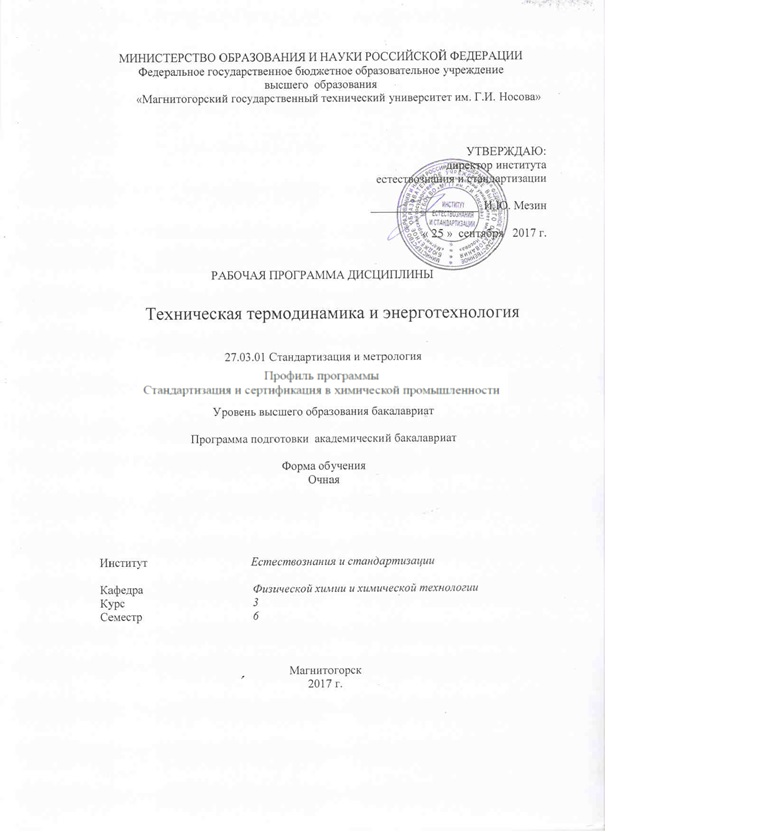 МИНИСТЕРСТВО ОБРАЗОВАНИЯ И НАУКИ РОССИЙСКОЙ ФЕДЕРАЦИИ
Федеральное государственное бюджетное образовательное учреждение
высшего образования
«Магнитогорский государственный технический университет им. Г.И. Носова»
УТВЕРЖДАЮ:
директор института
естествознания и стандартизации
И.Ю. Мезин
« 25 » сентября 2017 г.
ИНСТИТУТ
ЕСТЕСТВОЗНАНИЯ
И СТАНДАРТИЗАЦИИ
РАБОЧАЯ ПРОГРАММА ДИСЦИПЛИНЫ
Техническая термодинамика и энерготехнология
27.03.01 Стандартизация и метрология
Профиль программы
Стандартизация и сертификация в химической промышленности
Уровень высшего образования бакалавриат
Программа подготовки академический бакалавриат
Форма обучения
Очная
Институт Естествознания и стандартизации
Кафедра Физической химии и химической технологии
Курс 3
Семестр 6
Магнитогорск
2017 г.